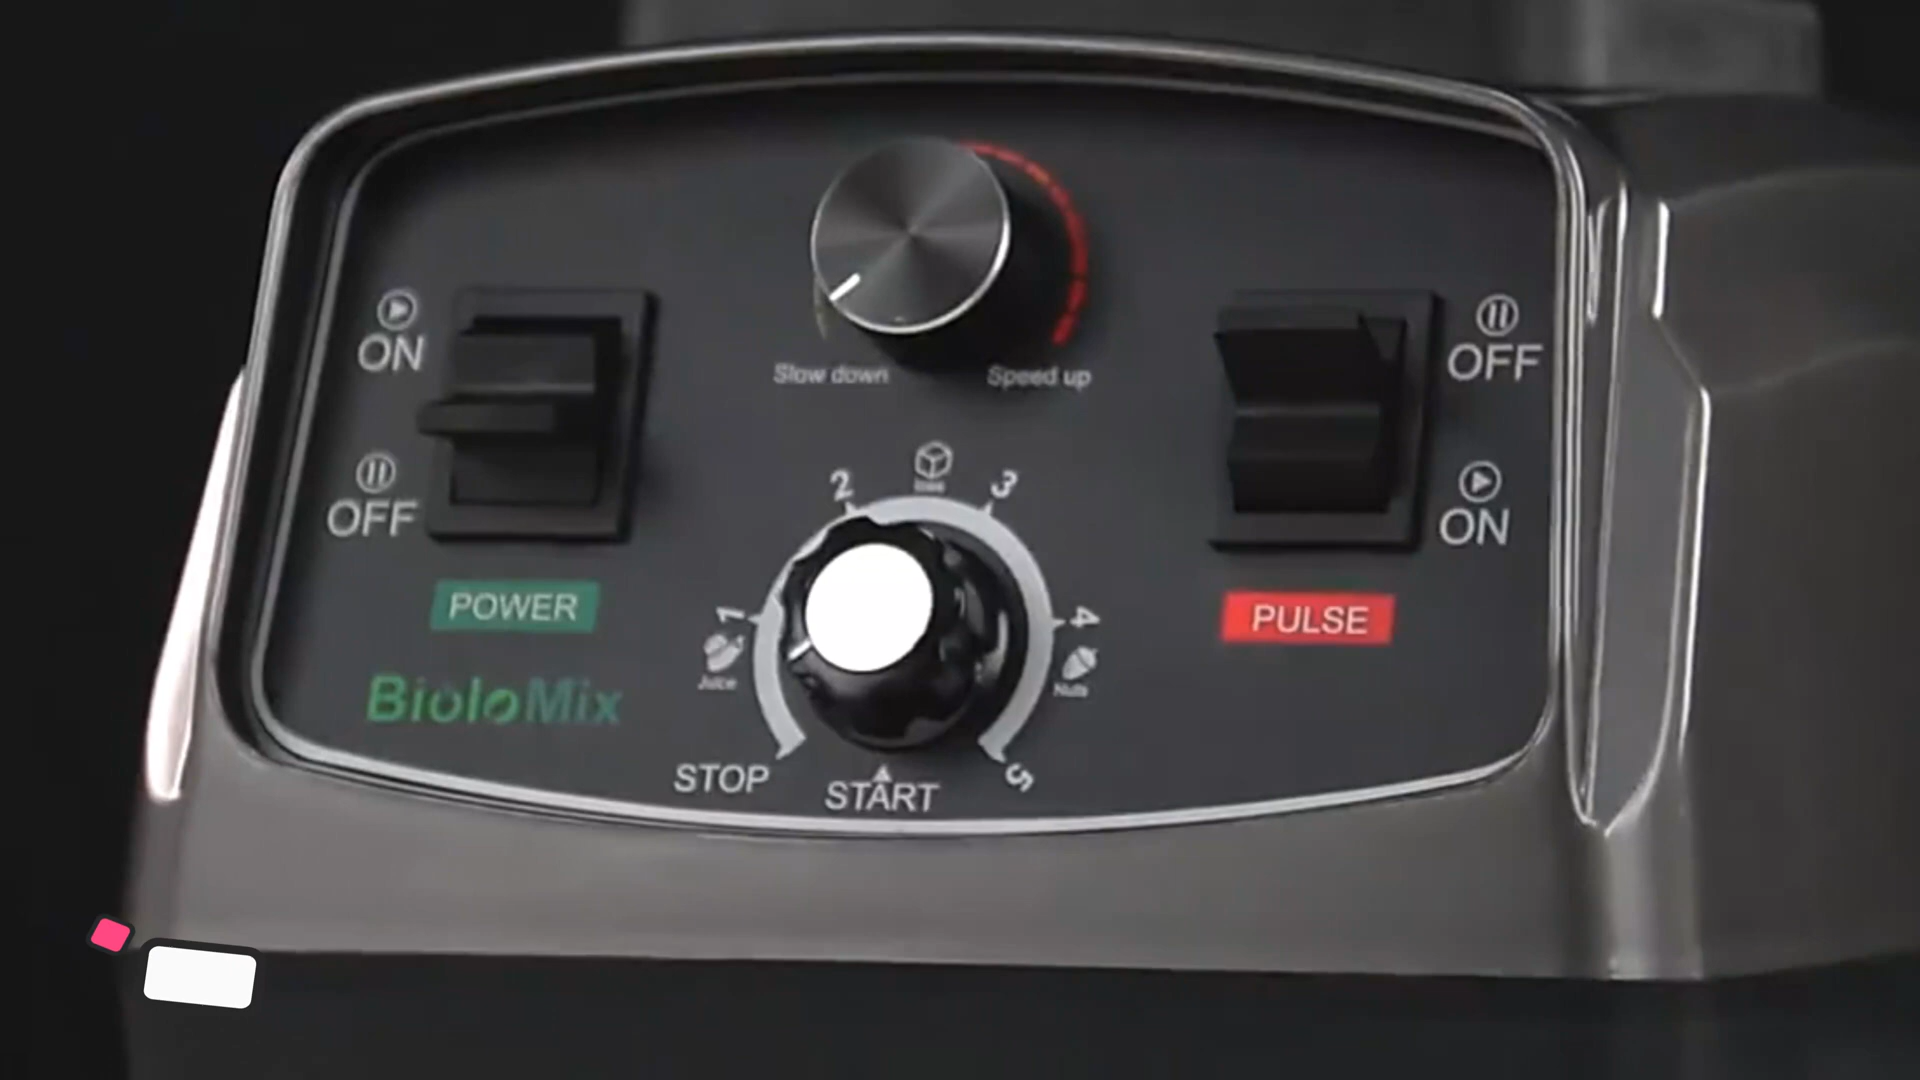 Slow down
Speed up
ON
OFF
OFF
ON
2
3
1
4
Juice
Nuts
5
POWER
PULSE
BioloMix
STOP
START